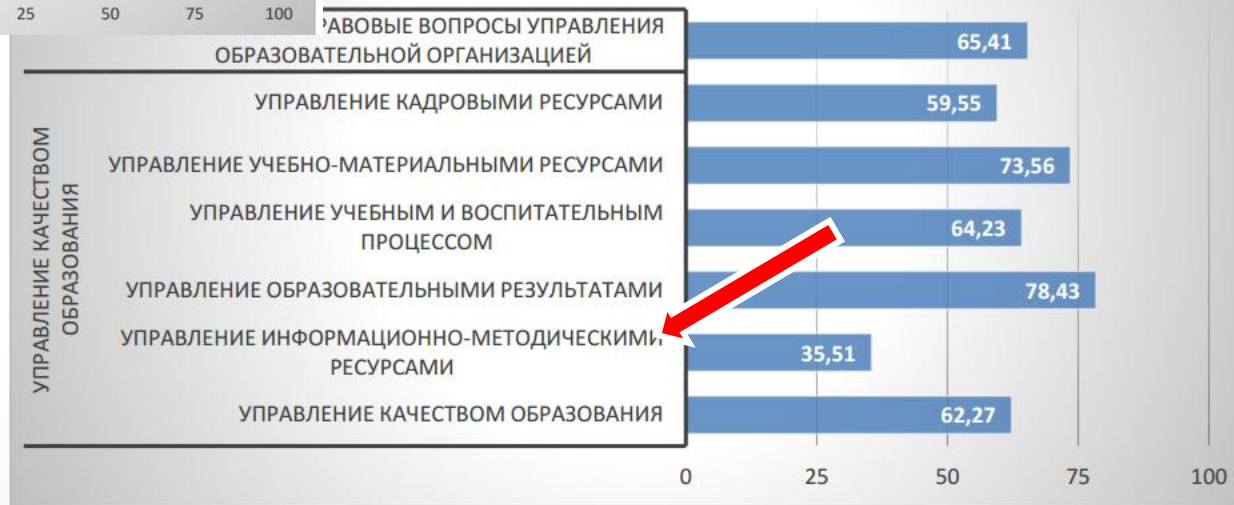 25 50 75 100
РАВОВЫЕ ВОПРОСЫ УПРАВЛЕНИЯ
ОБРАЗОВАТЕЛЬНОЙ ОРГАНИЗАЦИЕЙ
65,41
УПРАВЛЕНИЕ КАЧЕСТВОМ
ОБРАЗОВАНИЯ
УПРАВЛЕНИЕ КАДРОВЫМИ РЕСУРСАМИ
59,55
УПРАВЛЕНИЕ УЧЕБНО-МАТЕРИАЛЬНЫМИ РЕСУРСАМИ
73,56
УПРАВЛЕНИЕ УЧЕБНЫМ И ВОСПИТАТЕЛЬНЫМ
ПРОЦЕССОМ
64,23
УПРАВЛЕНИЕ ОБРАЗОВАТЕЛЬНЫМИ РЕЗУЛЬТАТАМИ
78,43
УПРАВЛЕНИЕ ИНФОРМАЦИОННО-МЕТОДИЧЕСКИМИ
РЕСУРСАМИ
35,51
УПРАВЛЕНИЕ КАЧЕСТВОМ ОБРАЗОВАНИЯ
62,27
0 25 50 75 100